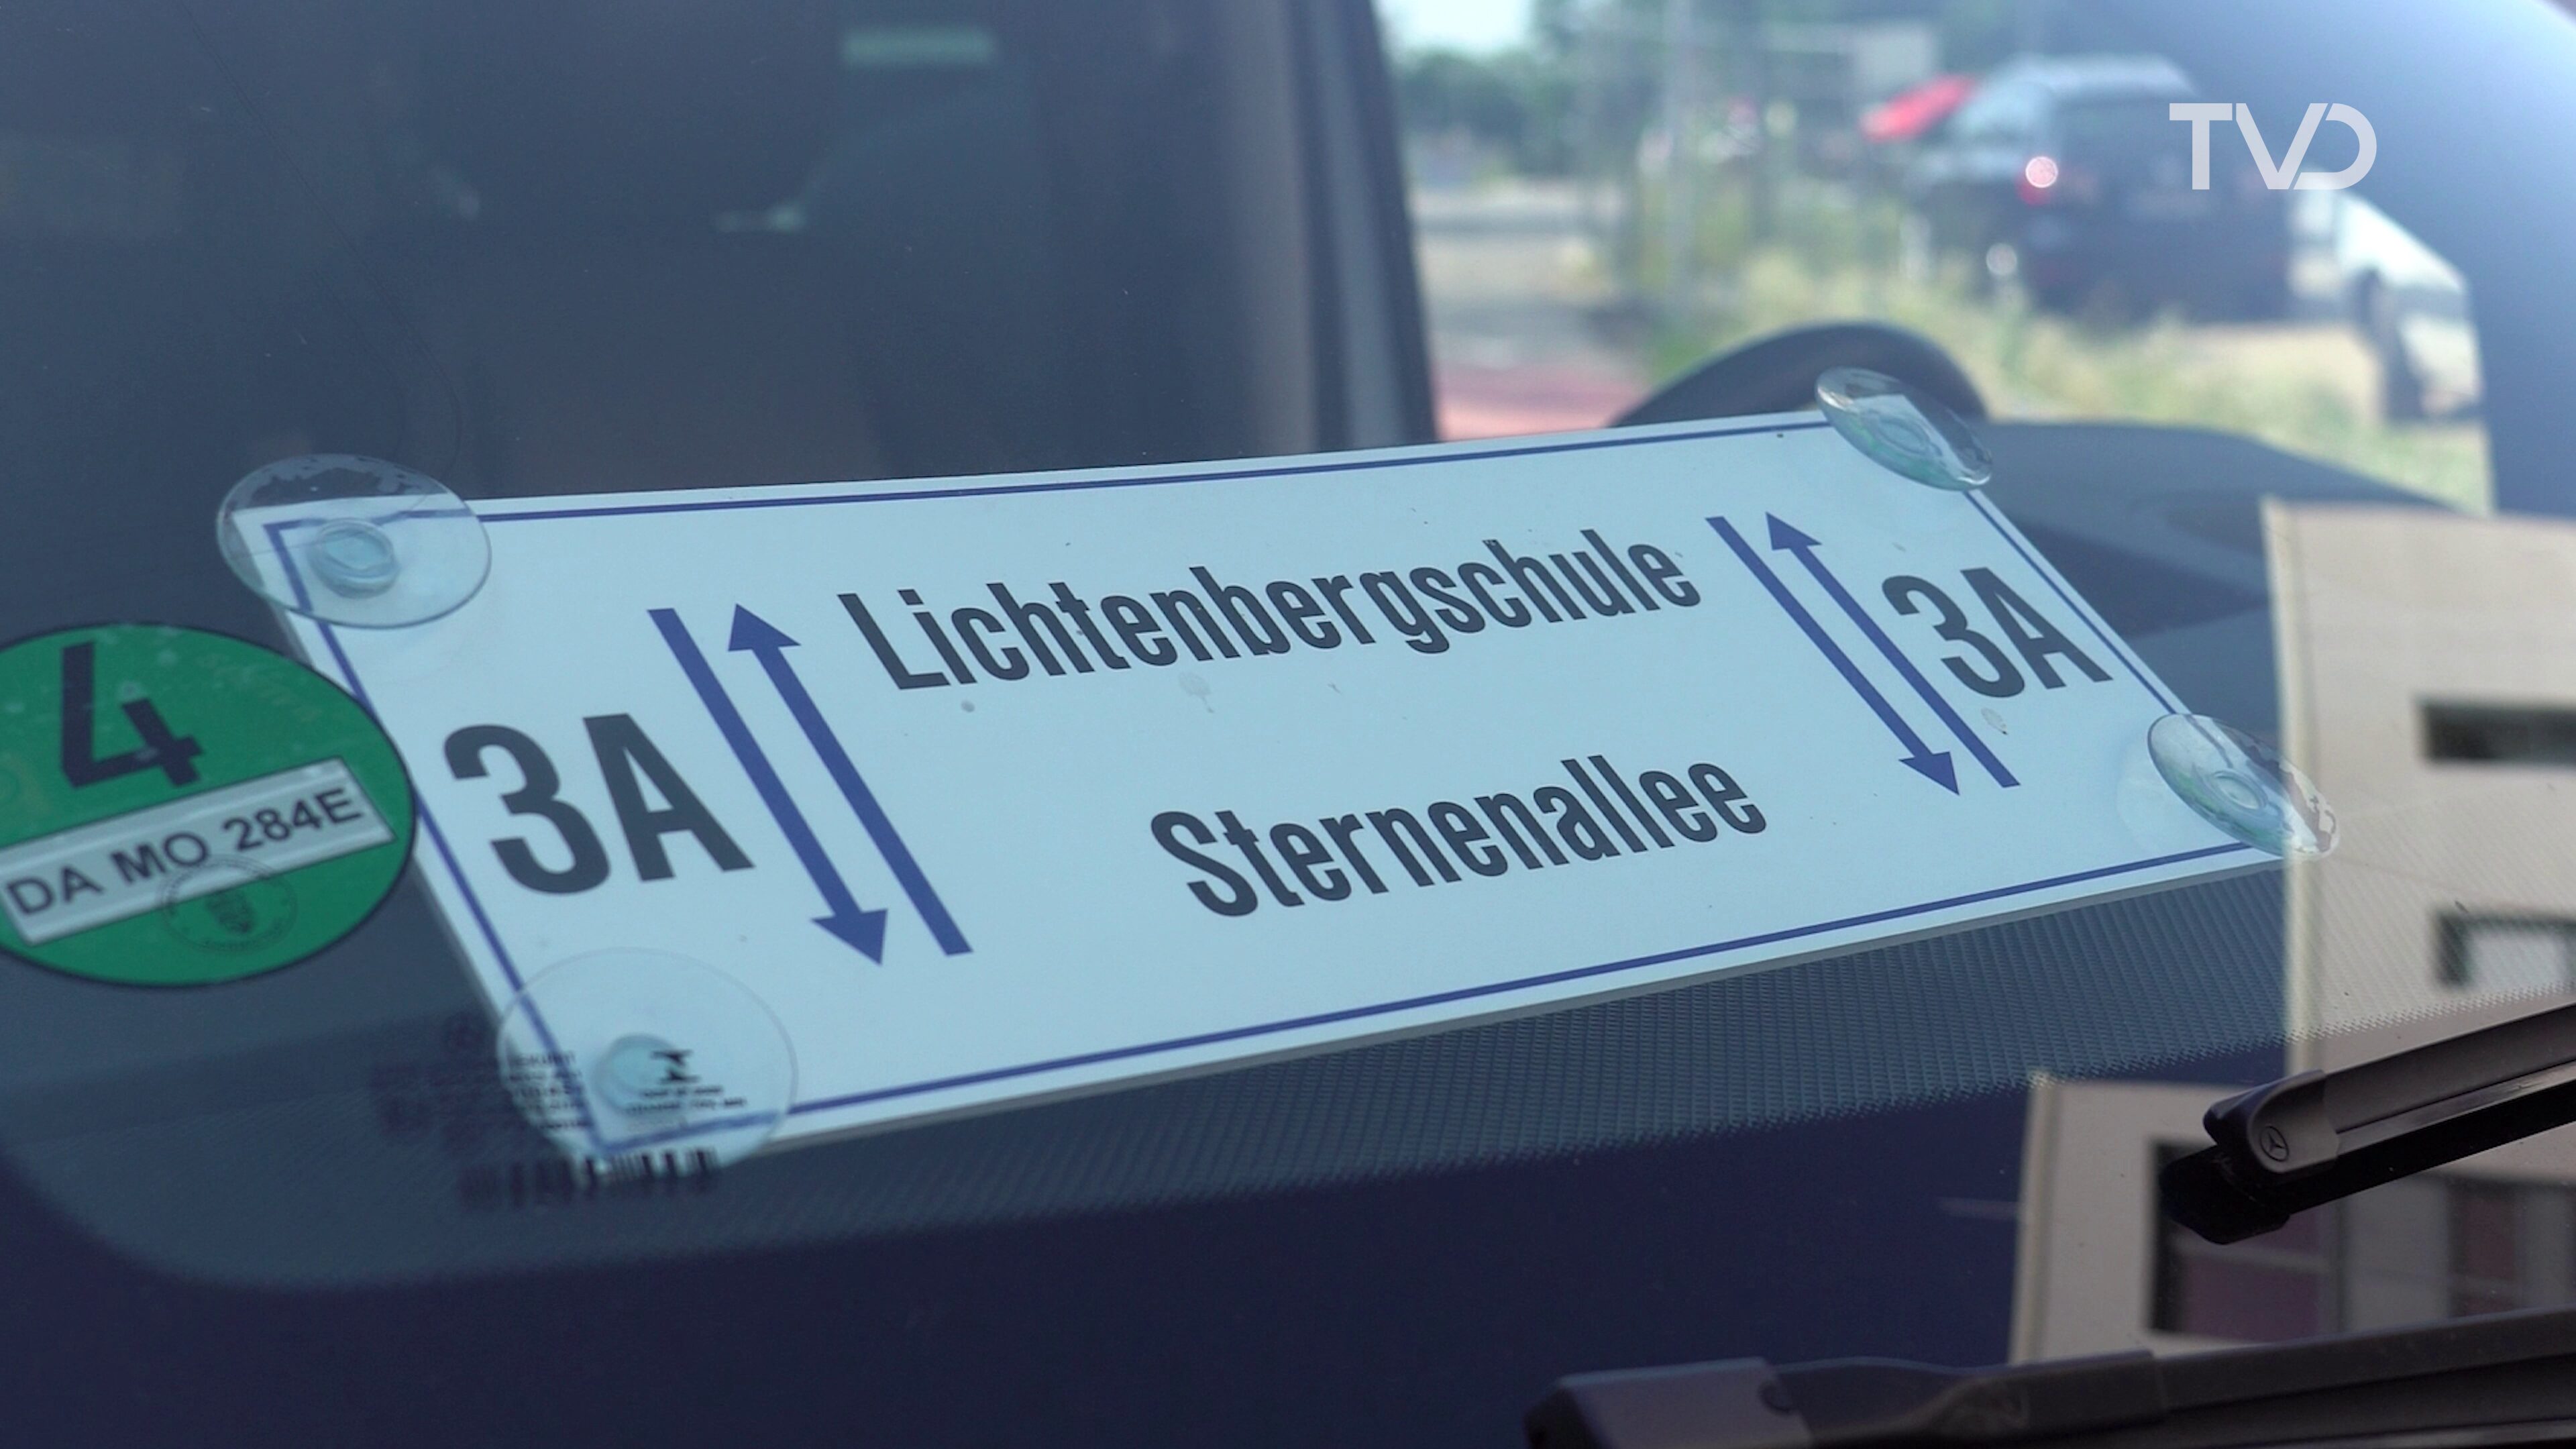 TVD
Lichtenbergschule
3A
3A
Sternenallee
4
DA MO 284E